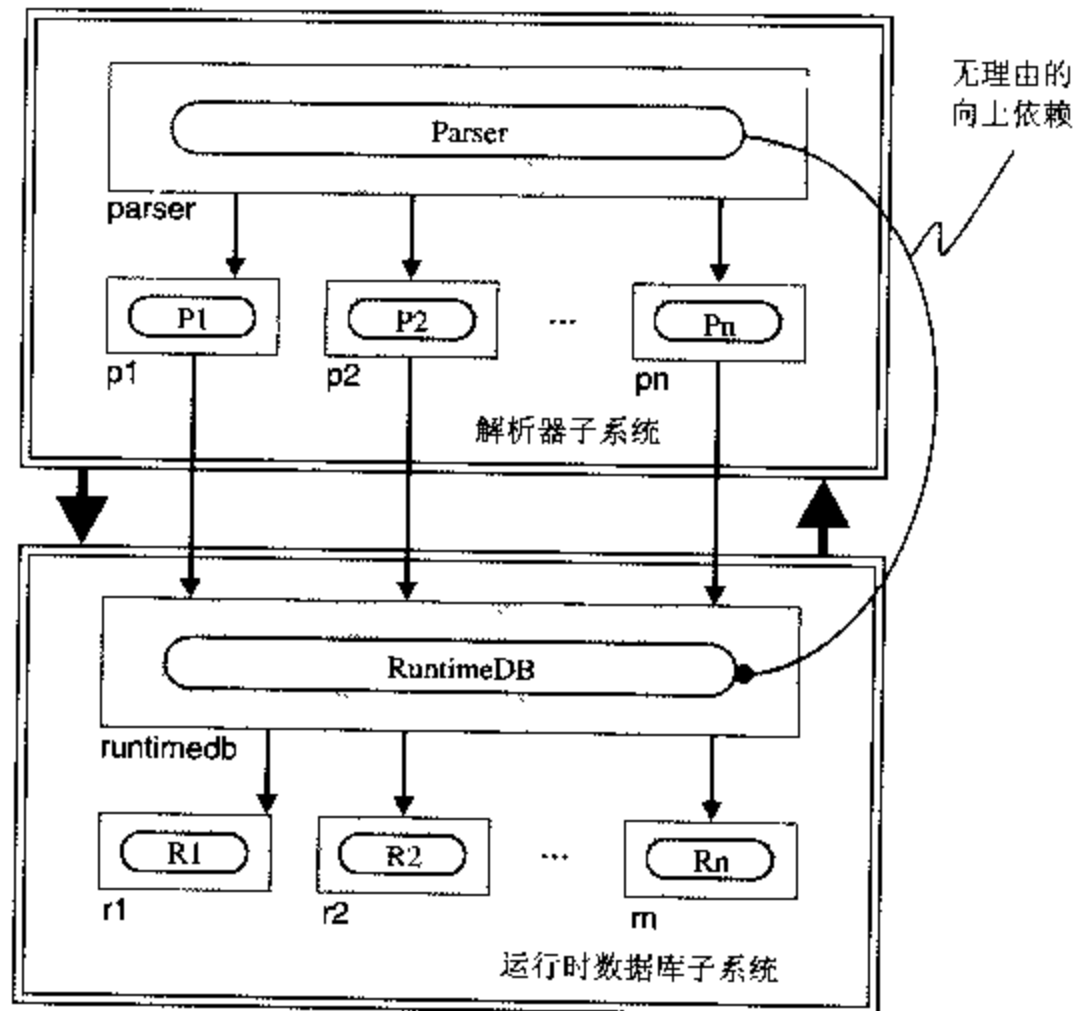 无理由的
向上依赖
Parser
parser
P1
P2
...
Pn
p1
p2
pn
解析器子系统
RuntimeDB
runtimedb
R1
R2
...
Rn
r1
r2
rn
运行时数据库子系统